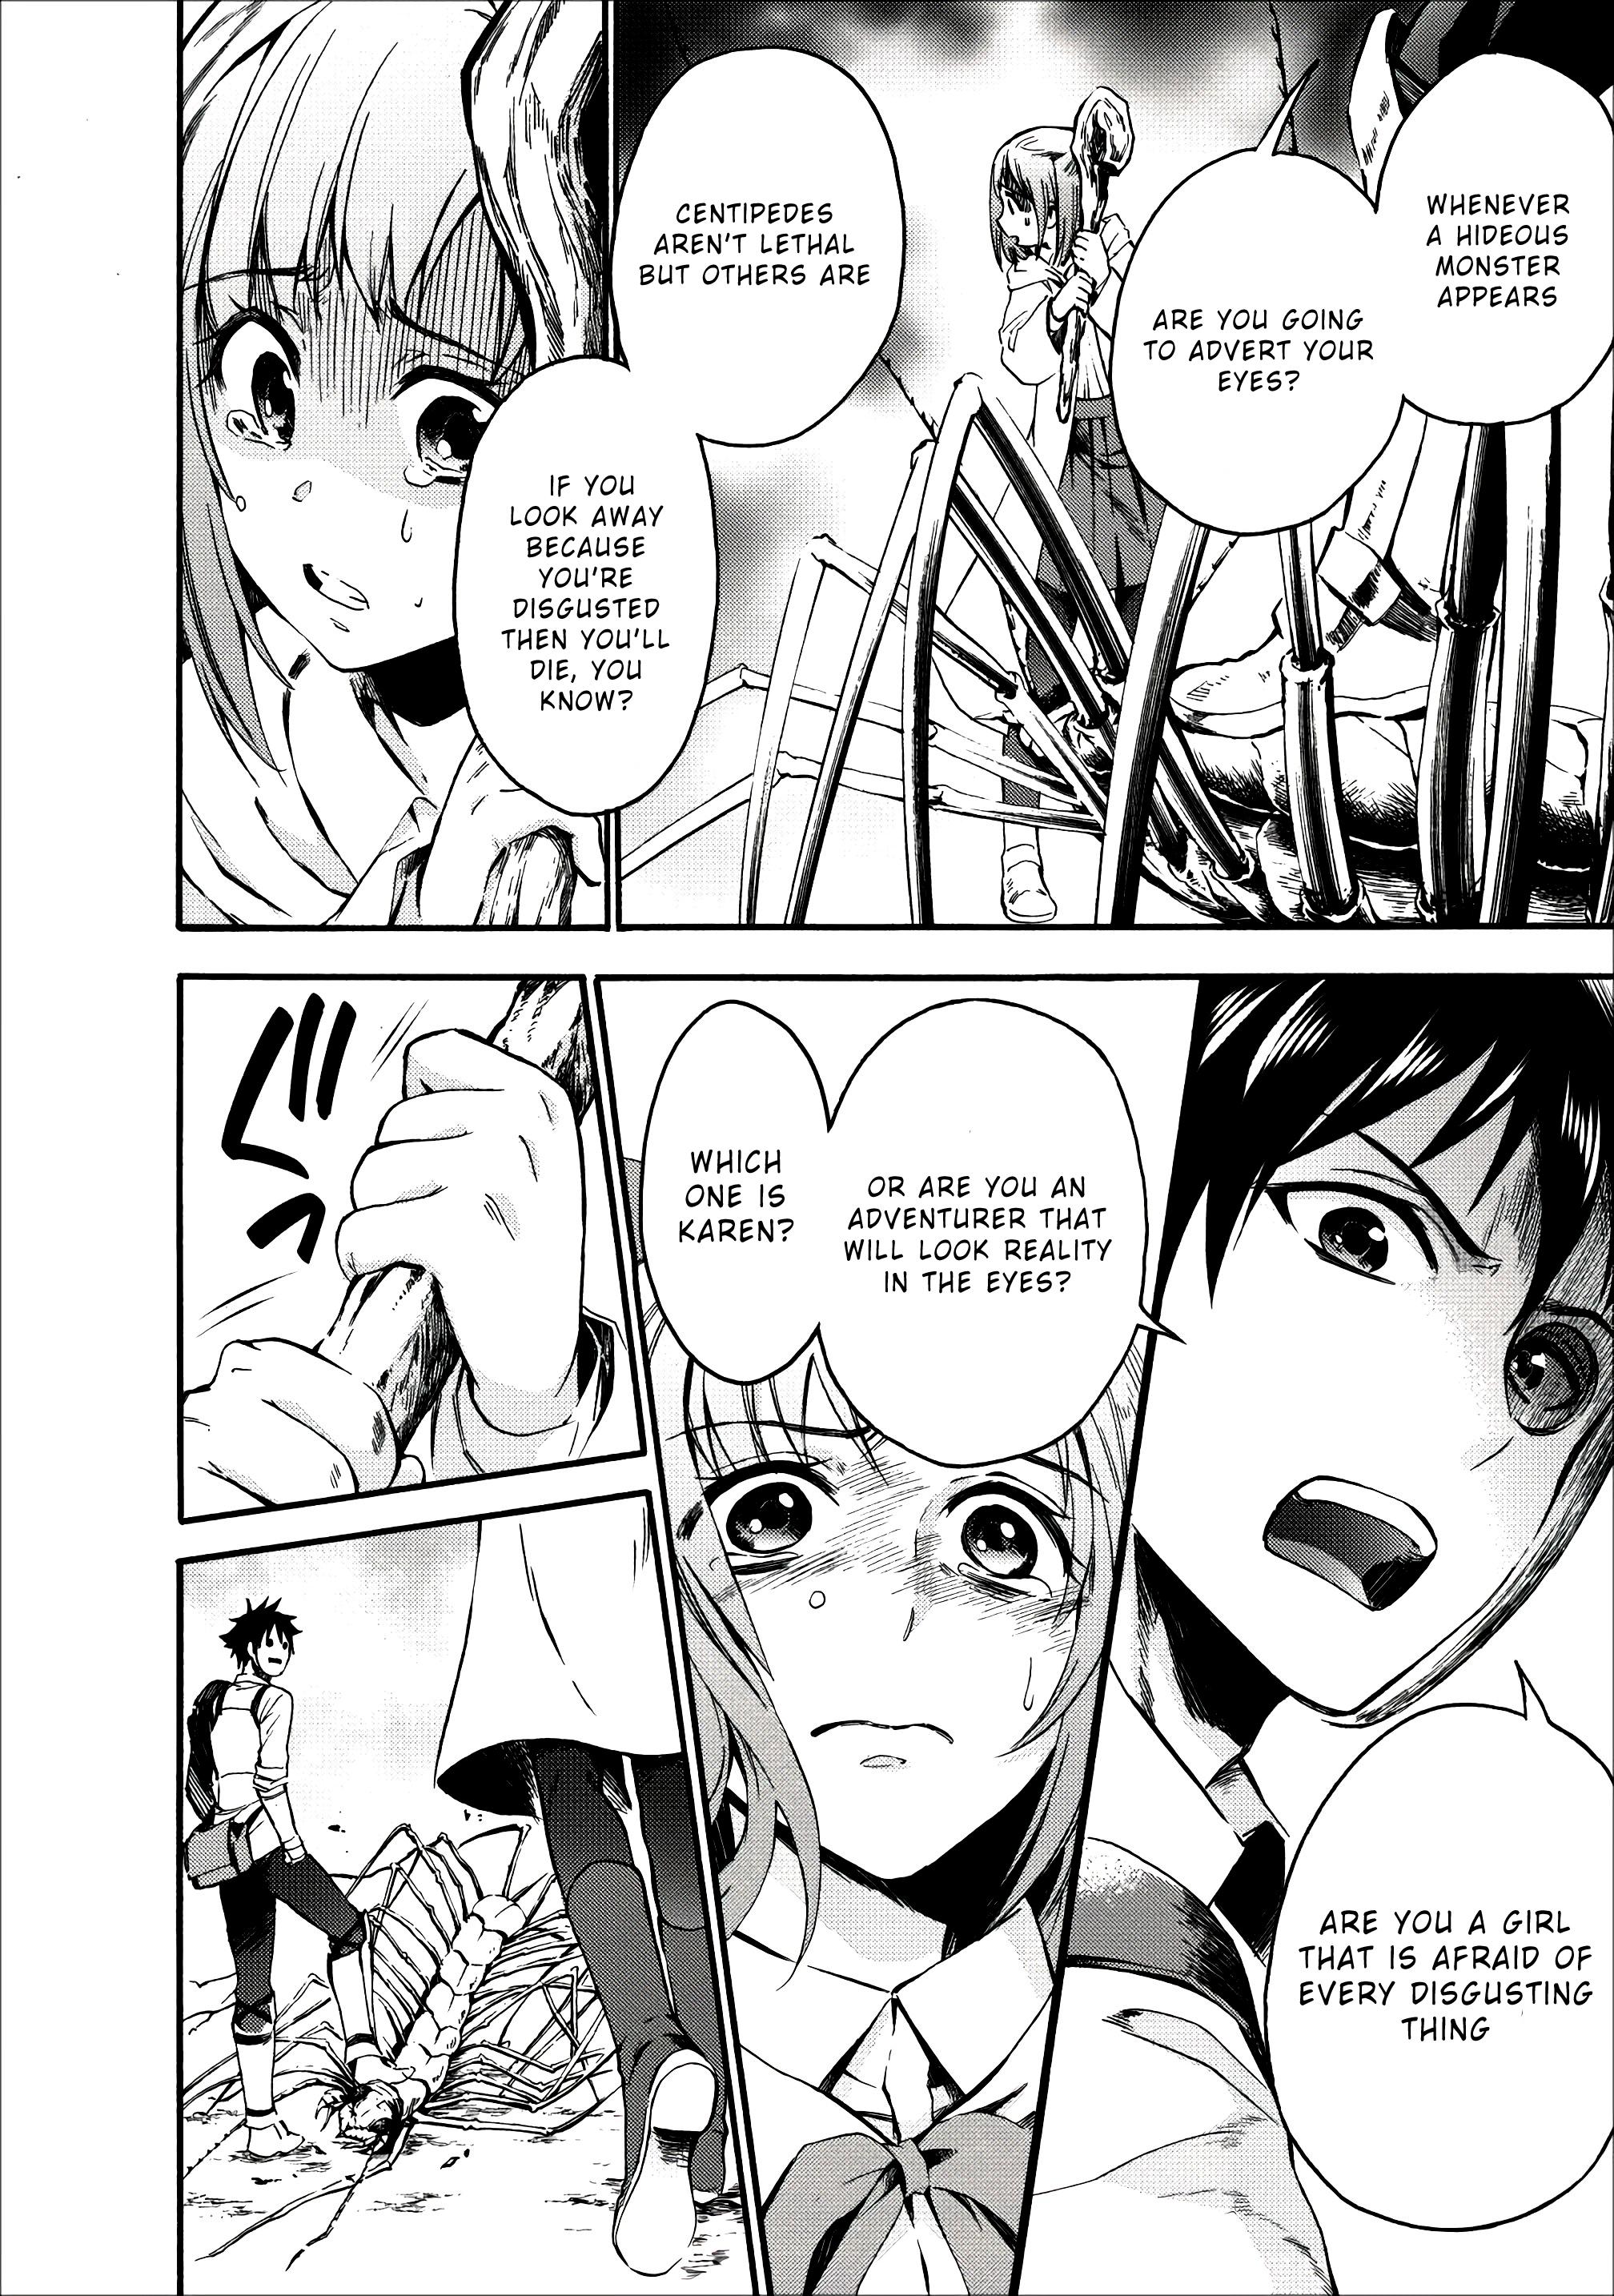 WHENEVER
A HIDEOUS
MONSTER
APPEARS
ARE YOU GOING
TO ADVERT YOUR
EYES?
CENTIPEDES
AREN'T LETHAL
BUT OTHERS ARE
IF YOU
LOOK AWAY
BECAUSE
YOU'RE
DISGUSTED
THEN YOU'LL
DIE, YOU
KNOW?
ARE YOU A GIRL
THAT IS AFRAID OF
EVERY DISGUSTING
THING
OR ARE YOU AN
ADVENTURER THAT
WILL LOOK REALITY
IN THE EYES?
WHICH
ONE IS
KAREN?
ぐっ